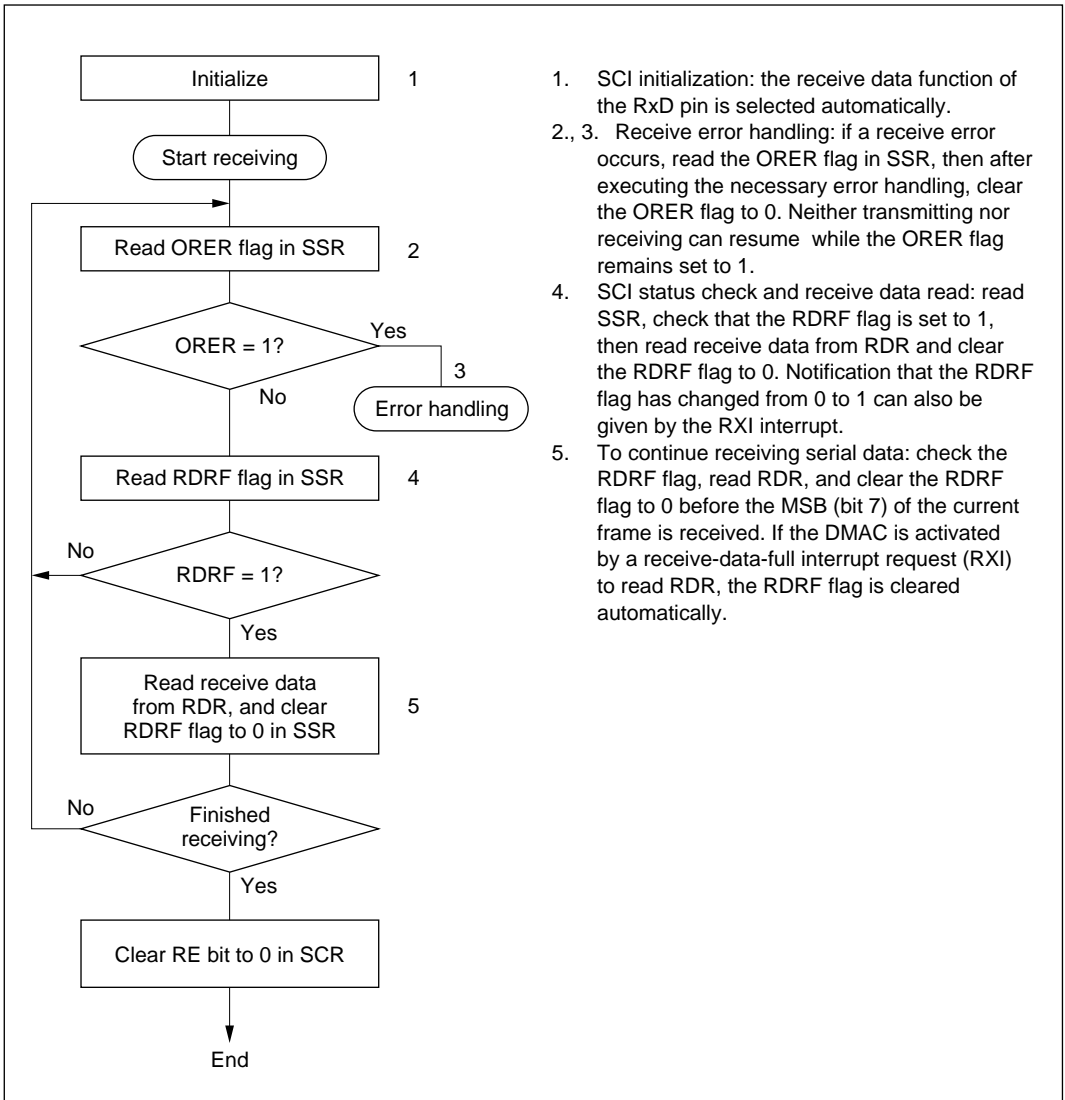 Initialize
1
Start receiving
Read ORER flag in SSR
2
ORER = 1?
Yes
No
3
Error handling
Read RDRF flag in SSR
4
No
RDRF = 1?
Yes
Read receive data
from RDR, and clear
RDRF flag to 0 in SSR
5
No
Finished
receiving?
Yes
Clear RE bit to 0 in SCR
End
1. SCI initialization: the receive data function of
the RxD pin is selected automatically.
2., 3. Receive error handling: if a receive error
occurs, read the ORER flag in SSR, then after
executing the necessary error handling, clear
the ORER flag to 0. Neither transmitting nor
receiving can resume while the ORER flag
remains set to 1.
4. SCI status check and receive data read: read
SSR, check that the RDRF flag is set to 1,
then read receive data from RDR and clear
the RDRF flag to 0. Notification that the RDRF
flag has changed from 0 to 1 can also be
given by the RXI interrupt.
5. To continue receiving serial data: check the
RDRF flag, read RDR, and clear the RDRF
flag to 0 before the MSB (bit 7) of the current
frame is received. If the DMAC is activated
by a receive-data-full interrupt request (RXI)
to read RDR, the RDRF flag is cleared
automatically.